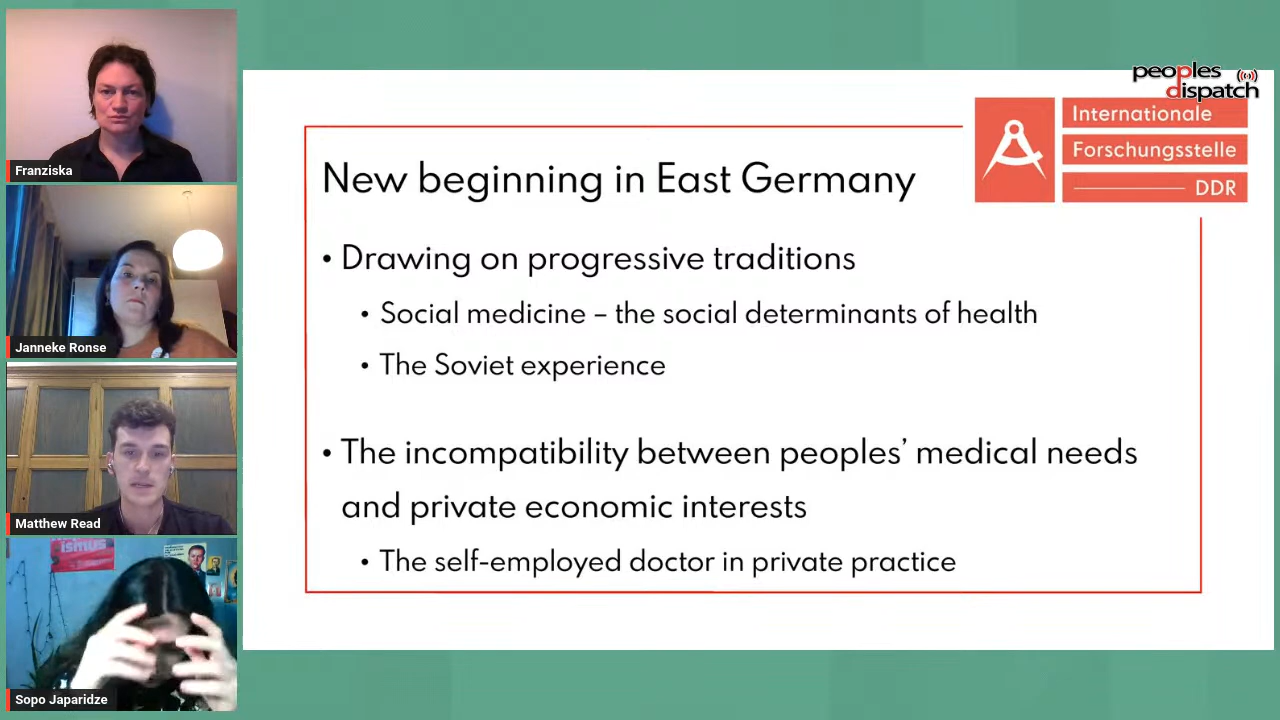 peoples
dispatch
Internationale
Forschungsstelle
DDR
New beginning in East Germany
• Drawing on progressive traditions
• Social medicine – the social determinants of health
• The Soviet experience
• The incompatibility between peoples’ medical needs
and private economic interests
• The self-employed doctor in private practice
Franziska
Janneke Ronse
Matthew Read
ismus
Sopo Japaridze